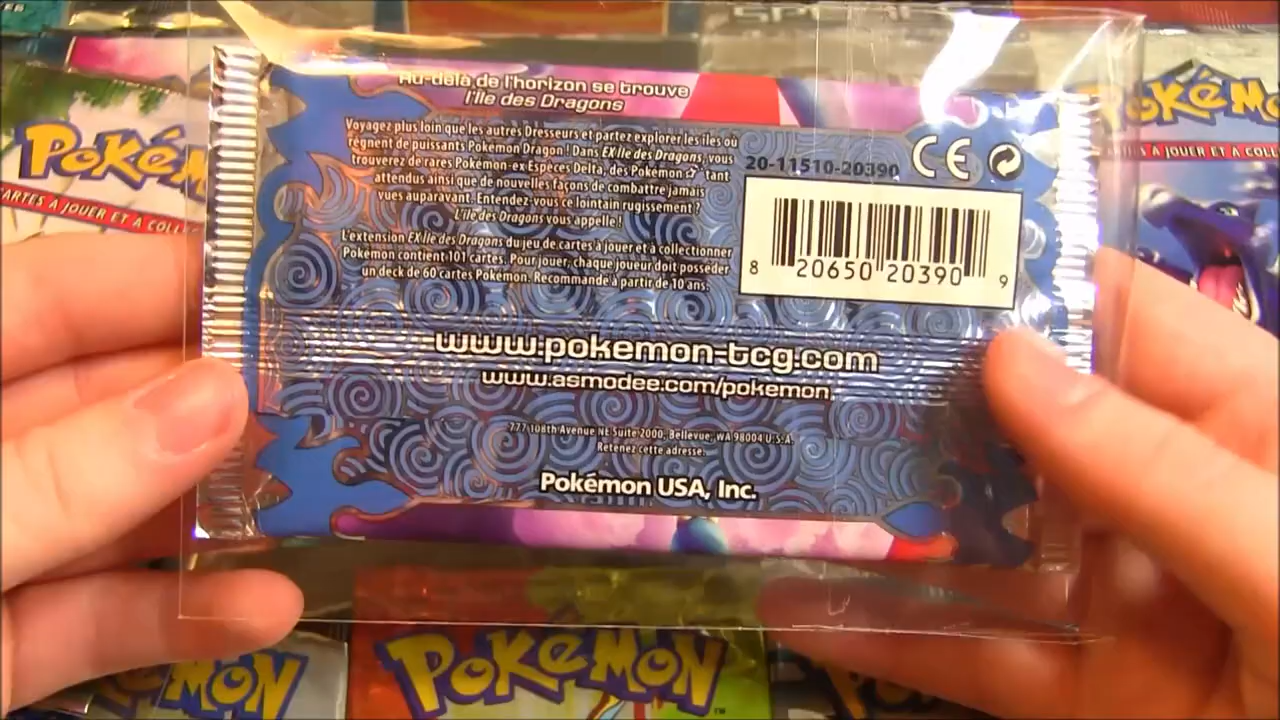 Au-delà de l'horizon se trouve
l'Île des Dragons
Voyagez plus loin que les autres Dresseurs et partez explorer les îles où
règnent de puissants Pokémon Dragon ! Dans EX Île des Dragons, vous
trouverez de rares Pokémon-ex Espèces Delta, des Pokémon ☆ tant
attendus ainsi que de nouvelles façons de combattre jamais
vues auparavant. Entendez-vous ce lointain rugissement ?
L'Île des Dragons vous appelle !
L'extension EX Île des Dragons du jeu de cartes à jouer et à collectionner
Pokémon contient 101 cartes. Pour jouer, chaque joueur doit posséder
un deck de 60 cartes Pokémon. Recommandé à partir de 10 ans.
20-11510-20390
CE
8 20650 20390 9
www.pokemon-tcg.com
www.asmodee.com/pokemon
777 108th Avenue NE Suite 2000, Bellevue, WA 98004 U.S.A.
Retenez cette adresse.
Pokémon USA, Inc.
Poké
CARTES À JOUER ET À COLL
Pokém
À JOUER ET À COLL
POKÉMON
POKÉMON
TM